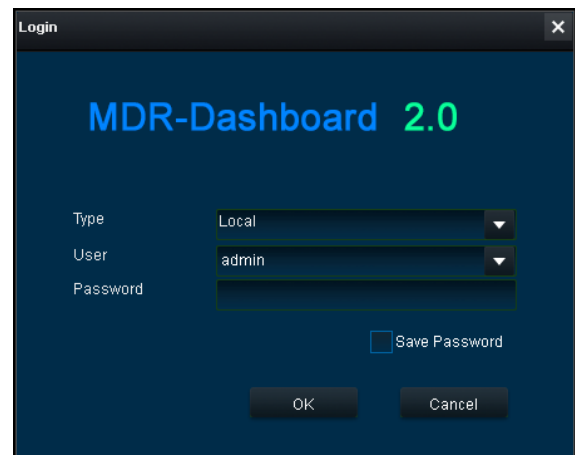 Login
MDR-Dashboard 2.0
Type Local
User admin
Password
Save Password
OK Cancel